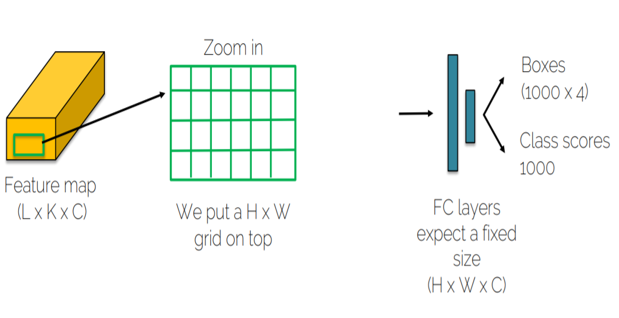 Zoom in
Feature map
(L x K x C)
We put a H x W
grid on top
FC layers
expect a fixed
size
(H x W x C)
Boxes
(1000 x 4)
Class scores
1000